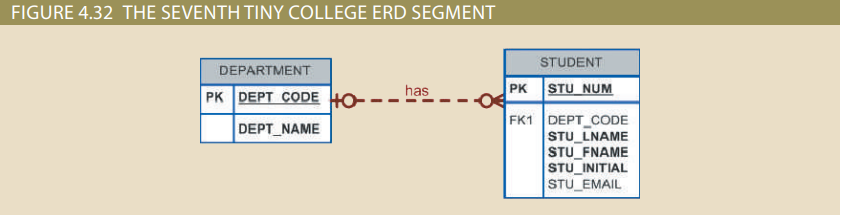 FIGURE 4.32 THE SEVENTH TINY COLLEGE ERD SEGMENT
DEPARTMENT
PK DEPT_CODE
DEPT_NAME
has
STUDENT
PK STU_NUM
FK1 DEPT_CODE
STU_LNAME
STU_FNAME
STU_INITIAL
STU_EMAIL